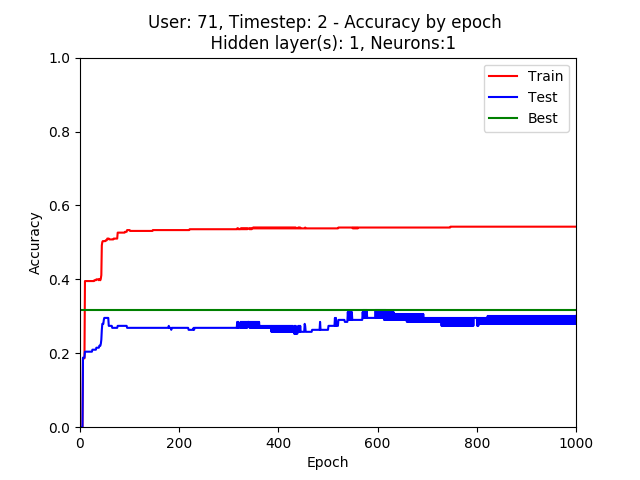 User: 71, Timestep: 2 - Accuracy by epoch
Hidden layer(s): 1, Neurons:1
Train
Test
Best
1.0
0.8
0.6
0.4
0.2
0.0
Accuracy
0 200 400 600 800 1000
Epoch